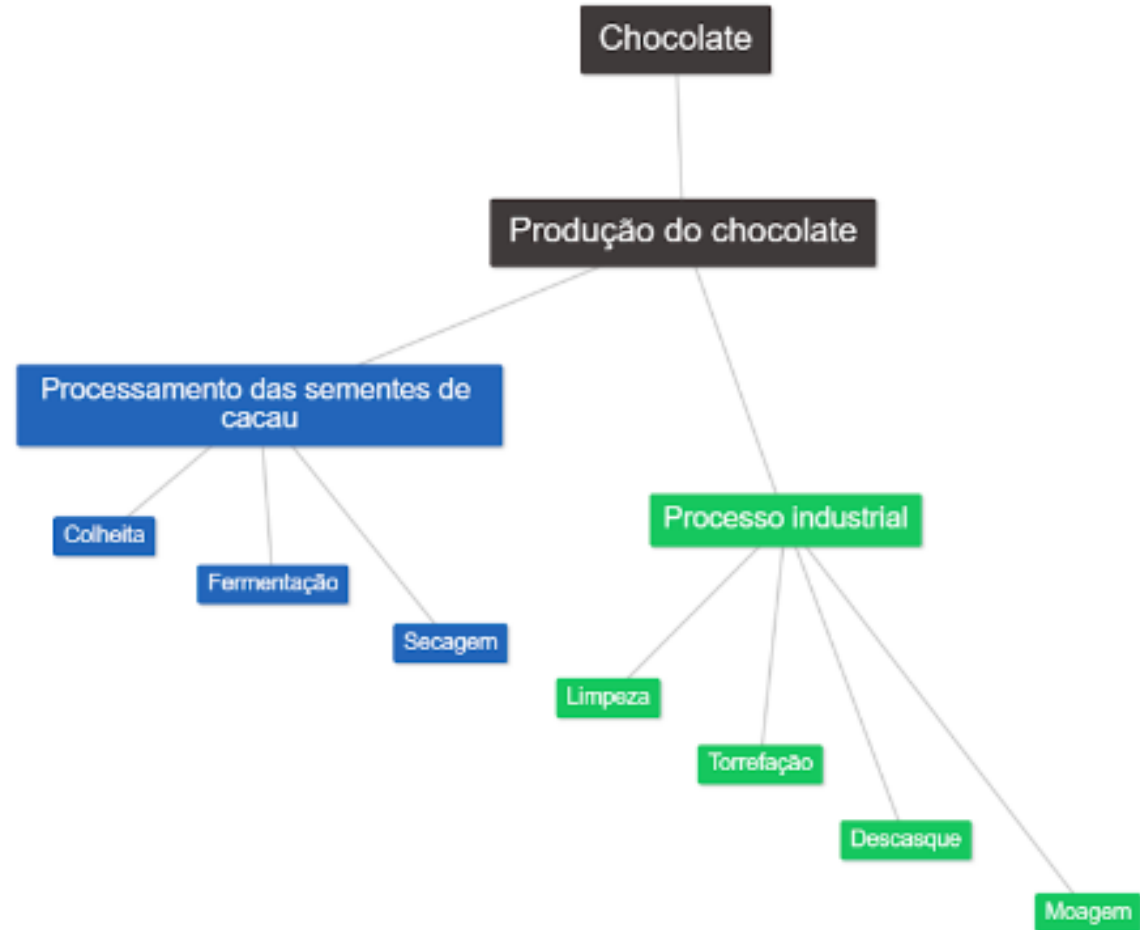 Chocolate
Produção do chocolate
Processamento das sementes de
cacau
Colheita
Fermentação
Secagem
Processo industrial
Limpeza
Torrefação
Descasque
Moagem